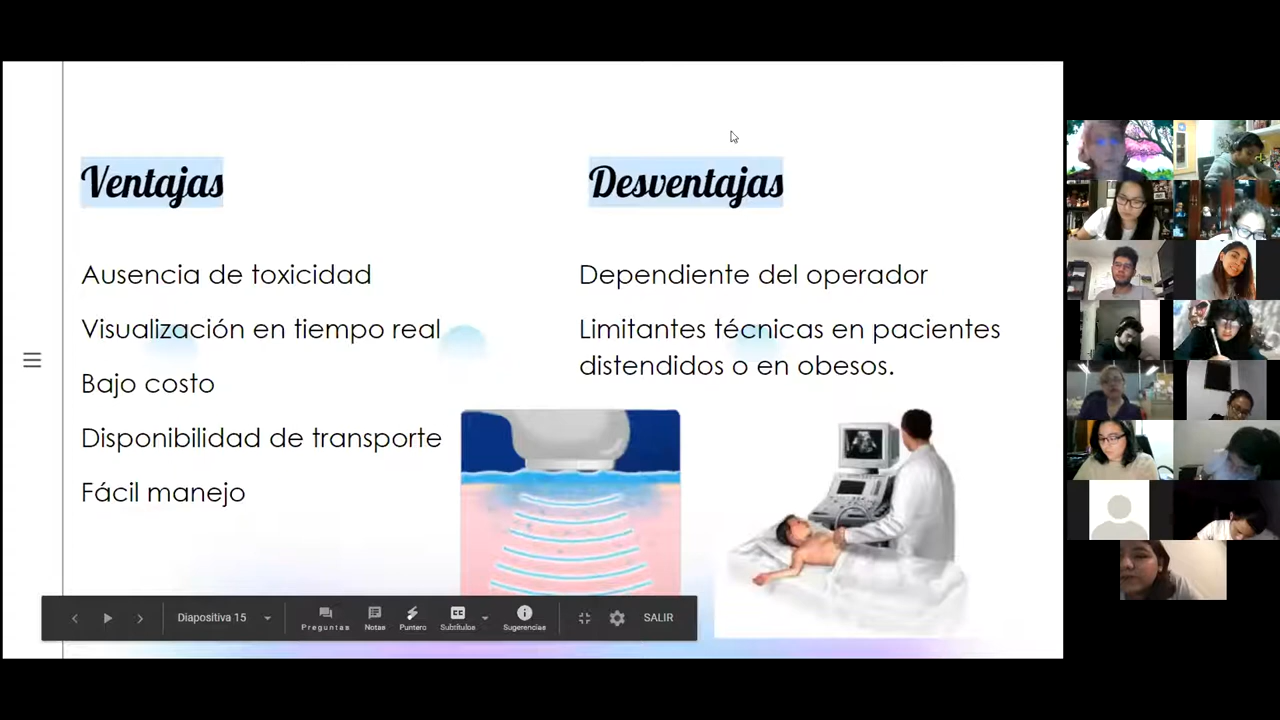 Ventajas
Ausencia de toxicidad
Visualización en tiempo real
Bajo costo
Disponibilidad de transporte
Fácil manejo
Desventajas
Dependiente del operador
Limitantes técnicas en pacientes
distendidos o en obesos.
Diapositiva 15
Preguntas
Notas
Puntero
CC
Subtítulos
Sugerencias
SALIR